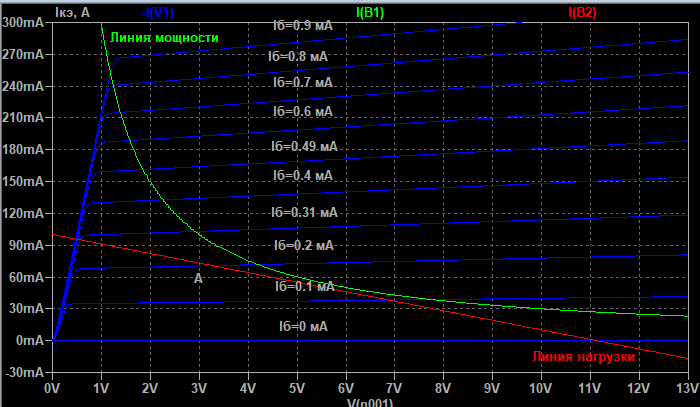 Iкэ, А -I(V1) I(B1) I(B2)
300mA Iб=0.9 мА
Линия мощности
270mA Iб=0.8 мА
240mA Iб=0.7 мА
210mA Iб=0.6 мА
180mA Iб=0.49 мА
150mA Iб=0.4 мА
120mA Iб=0.31 мА
90mA Iб=0.2 мА
60mA А Iб=0.1 мА
30mA Iб=0 мА
0mA
Линия нагрузки
-30mA
0V 1V 2V 3V 4V 5V 6V 7V 8V 9V 10V 11V 12V 13V
V(n001)